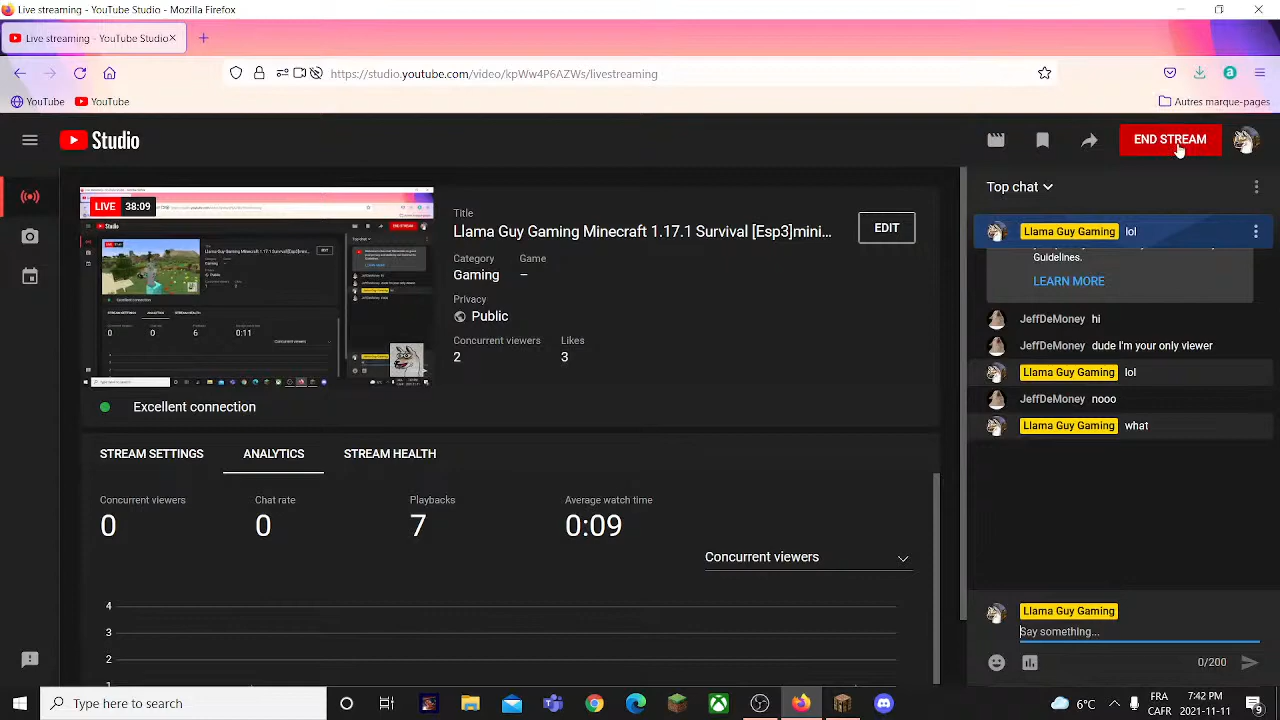 Live streaming - YouTube Studio - Mozilla Firefox
Live streaming - YouTube Studio
https://studio.youtube.com/video/kpWw4P6AZWs/livestreaming
YouTube
YouTube
Autres marque-pages
Studio
END STREAM
LIVE 38:09
Title
Llama Guy Gaming Minecraft 1.17.1 Survival [Esp3]mini...
EDIT
Category
Game
Gaming
–
Privacy
Public
Concurrent viewers
Likes
2
3
Excellent connection
STREAM SETTINGS
ANALYTICS
STREAM HEALTH
Concurrent viewers
Chat rate
Playbacks
Average watch time
0
0
7
0:09
Concurrent viewers
4
3
2
1
Top chat
Llama Guy Gaming lol
Guidelines
LEARN MORE
JeffDeMoney hi
JeffDeMoney dude I'm your only viewer
Llama Guy Gaming lol
JeffDeMoney nooo
Llama Guy Gaming what
Llama Guy Gaming
Say something...
0/200
Type here to search
6°C
FRA
CAFR
7:42 PM
2021-11-11